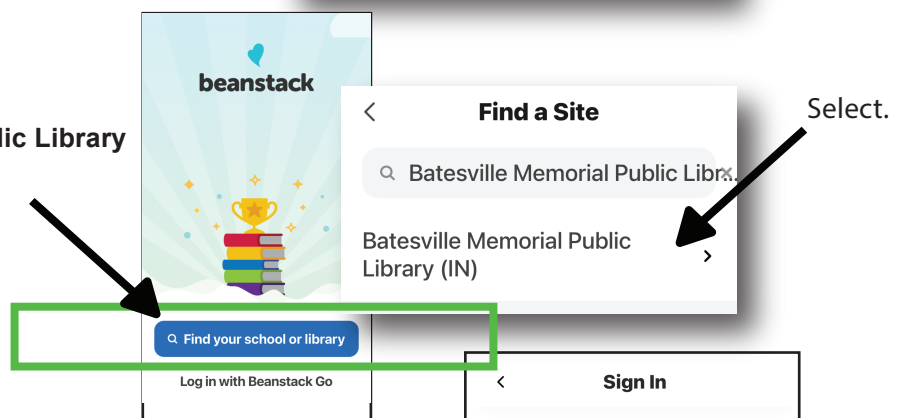 beanstack
lic Library
Find a Site
Select.
Batesville Memorial Public Libr...
Batesville Memorial Public
Library (IN)
Find your school or library
Log in with Beanstack Go
Sign In